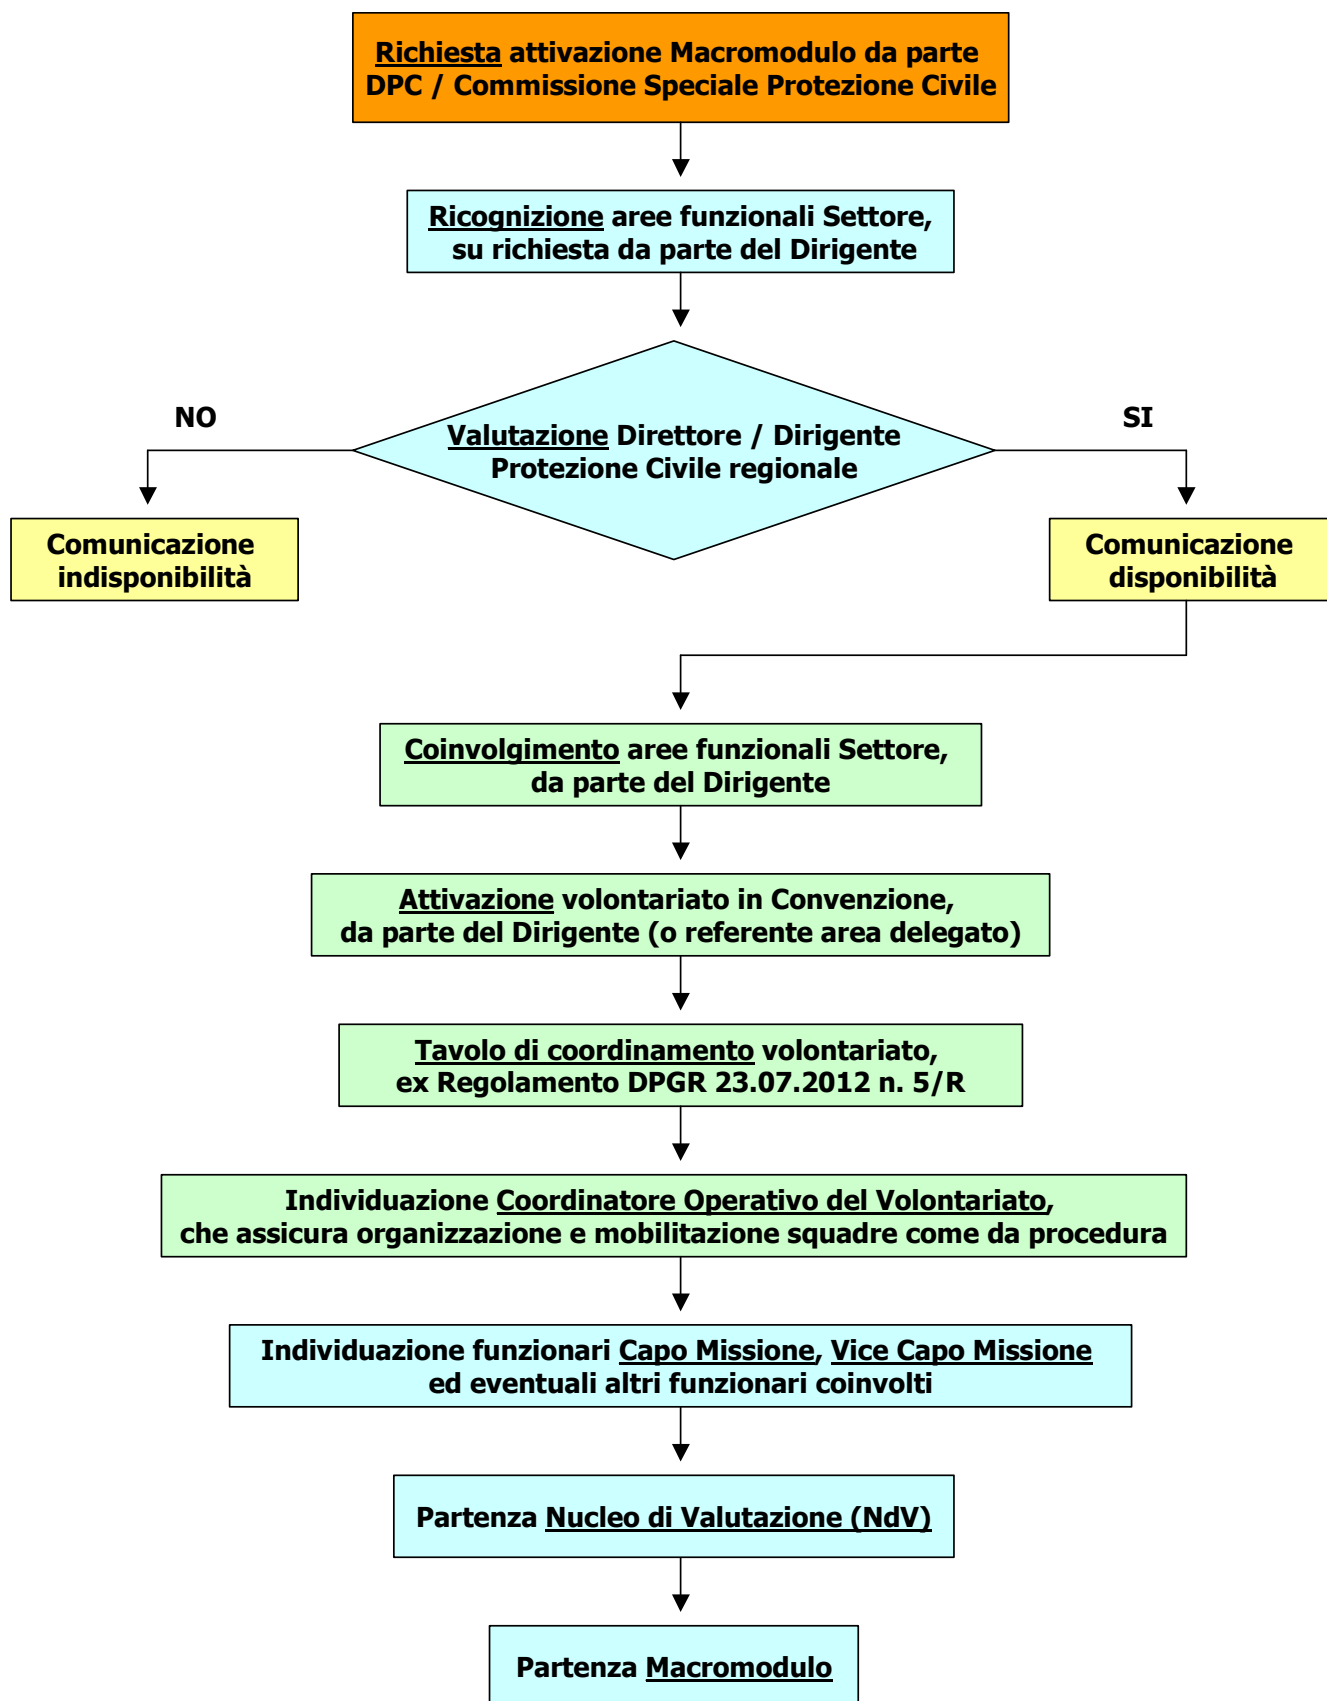 Richiesta attivazione Macromodulo da parte
DPC / Commissione Speciale Protezione Civile
Ricognizione aree funzionali Settore,
su richiesta da parte del Dirigente
NO
SI
Valutazione Direttore / Dirigente
Protezione Civile regionale
Comunicazione
indisponibilità
Comunicazione
disponibilità
Coinvolgimento aree funzionali Settore,
da parte del Dirigente
Attivazione volontariato in Convenzione,
da parte del Dirigente (o referente area delegato)
Tavolo di coordinamento volontariato,
ex Regolamento DPGR 23.07.2012 n. 5/R
Individuazione Coordinatore Operativo del Volontariato,
che assicura organizzazione e mobilitazione squadre come da procedura
Individuazione funzionari Capo Missione, Vice Capo Missione
ed eventuali altri funzionari coinvolti
Partenza Nucleo di Valutazione (NdV)
Partenza Macromodulo